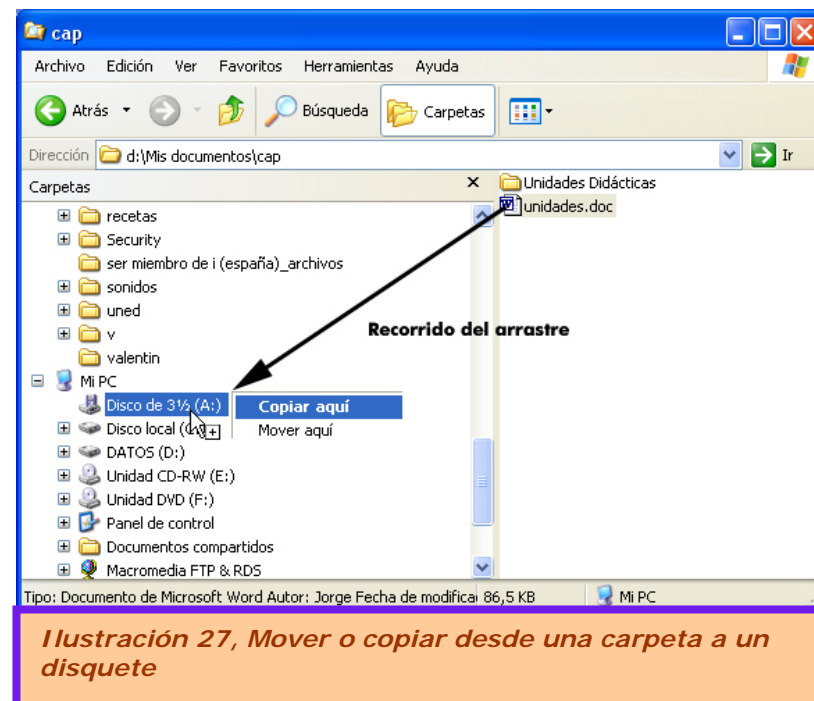 cap
Archivo Edición Ver Favoritos Herramientas Ayuda
Atrás Búsqueda Carpetas
Dirección d:\Mis documentos\cap Ir
Carpetas
Unidades Didácticas
unidades.doc
recetas
Security
ser miembro de i (españa)_archivos
sonidos
uned
v
valentin
Recorrido del arrastre
Mi PC
Disco de 3½ (A:)
Copiar aquí
Disco local
Mover aquí
DATOS (D:)
Unidad CD-RW (E:)
Unidad DVD (F:)
Panel de control
Documentos compartidos
Macromedia FTP & RDS
Tipo: Documento de Microsoft Word Autor: Jorge Fecha de modifica 86,5 KB Mi PC
Ilustración 27, Mover o copiar desde una carpeta a un
disquete